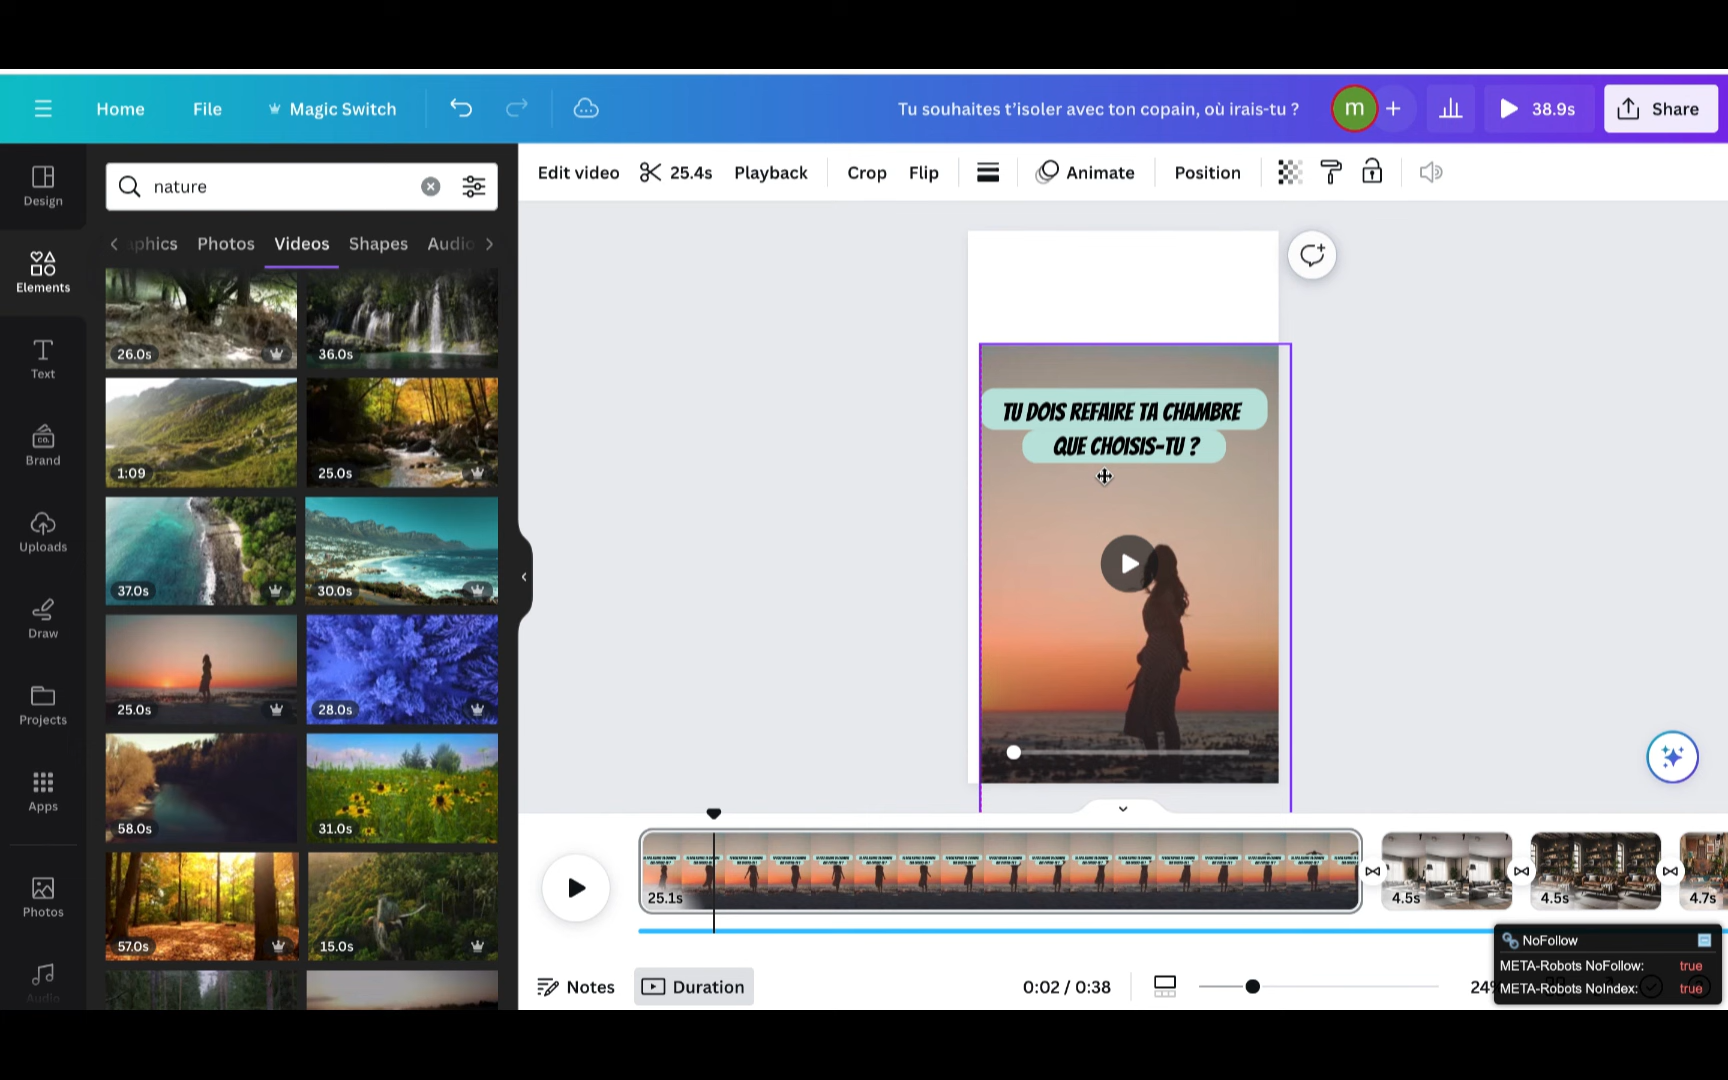 Home File Magic Switch Tu souhaites t'isoler avec ton copain, où irais-tu ? m 38.9s Share
Design
Elements
Text
Brand
CO.
Uploads
Draw
Projects
Apps
Photos
Audio
nature
Photos Videos Shapes Audio
26.0s 36.0s
1:09 25.0s
37.0s 30.0s
25.0s 28.0s
58.0s 31.0s
57.0s 15.0s
Edit video 25.4s Playback Crop Flip Animate Position
TU DOIS REFAIRE TA CHAMBRE
QUE CHOISIS-TU ?
25.1s 4.5s 4.5s 4.7s
Notes Duration 0:02 / 0:38
NoFollow
META-Robots NoFollow: true
META-Robots NoIndex: true